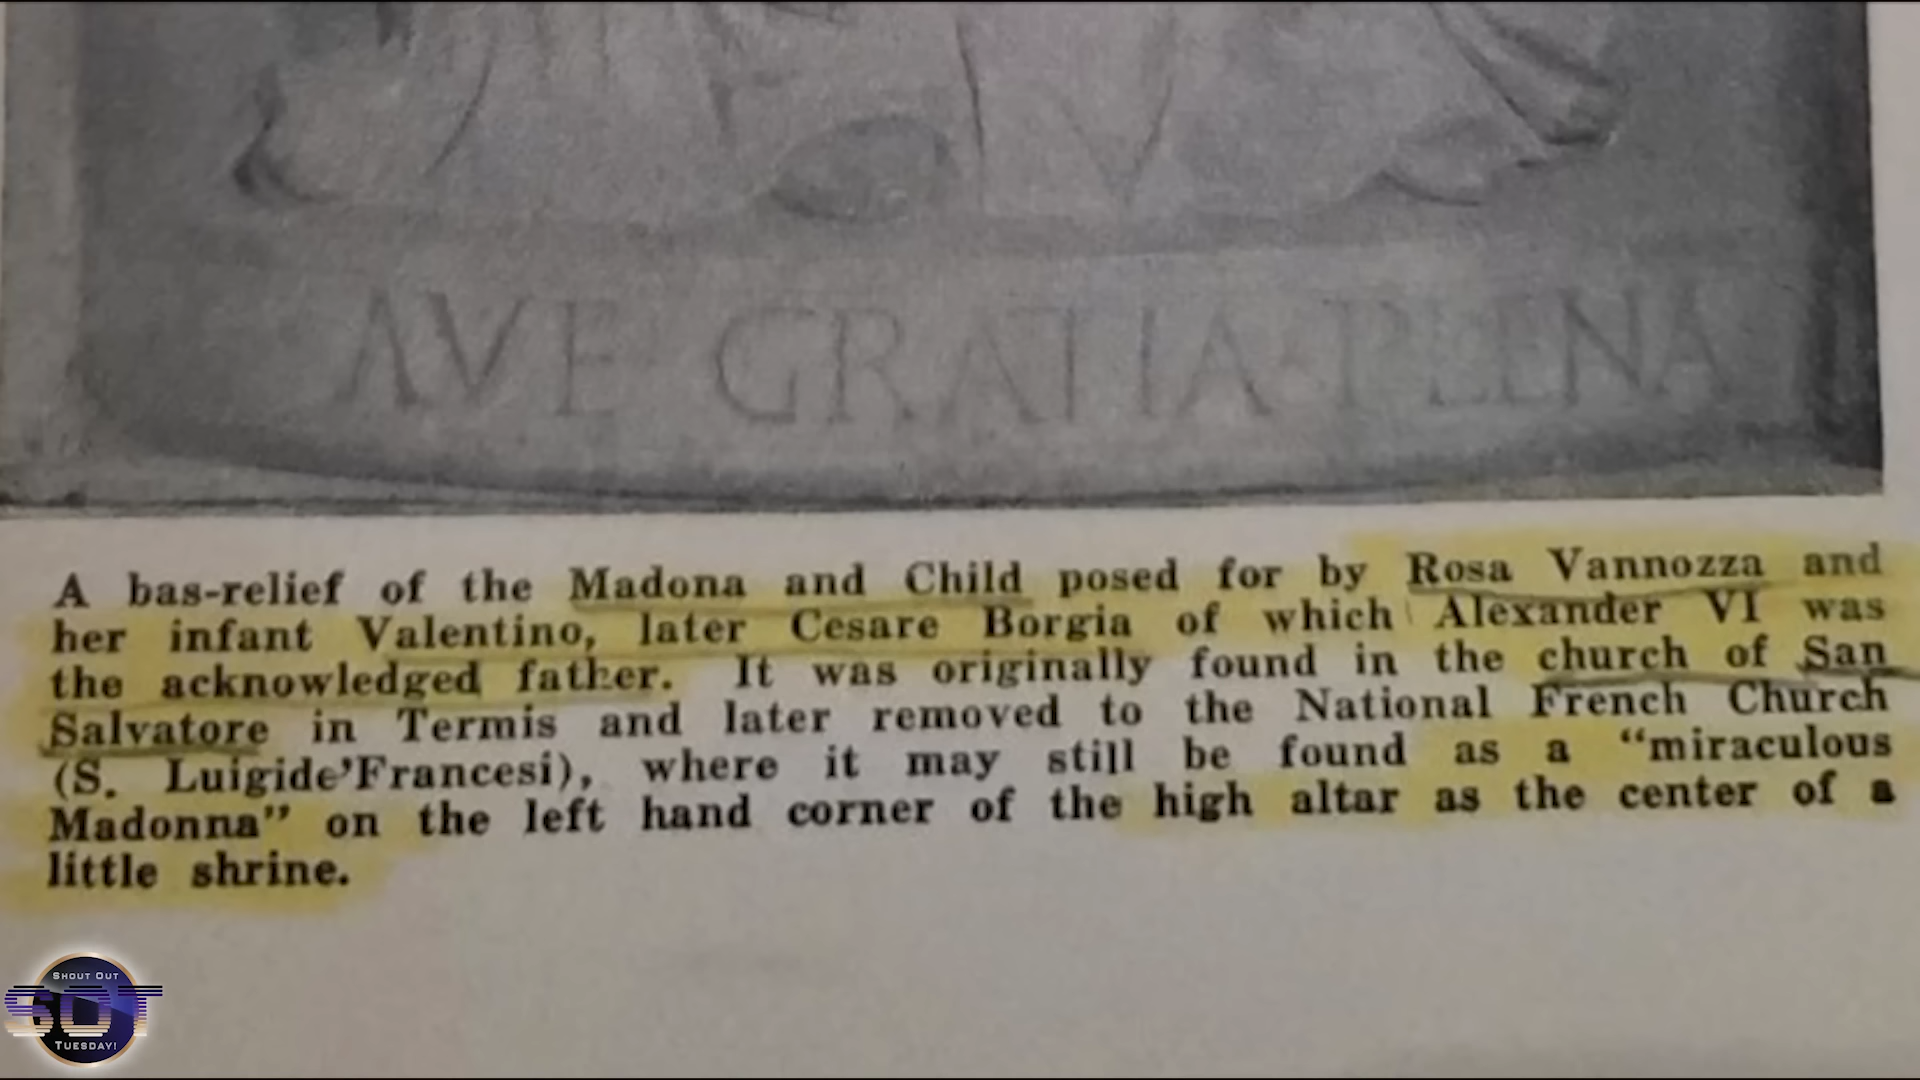 AVE GRATIA PLENA
A bas-relief of the Madona and Child posed for by Rosa Vannozza and
her infant Valentino, later Cesare Borgia of which Alexander VI was
the acknowledged father. It was originally found in the church of San
Salvatore in Termis and later removed to the National French Church
(S. Luigide'Francesi), where it may still be found as a “miraculous
Madonna” on the left hand corner of the high altar as the center of a
little shrine.
SHOUT OUT
SOT
TUESDAY!